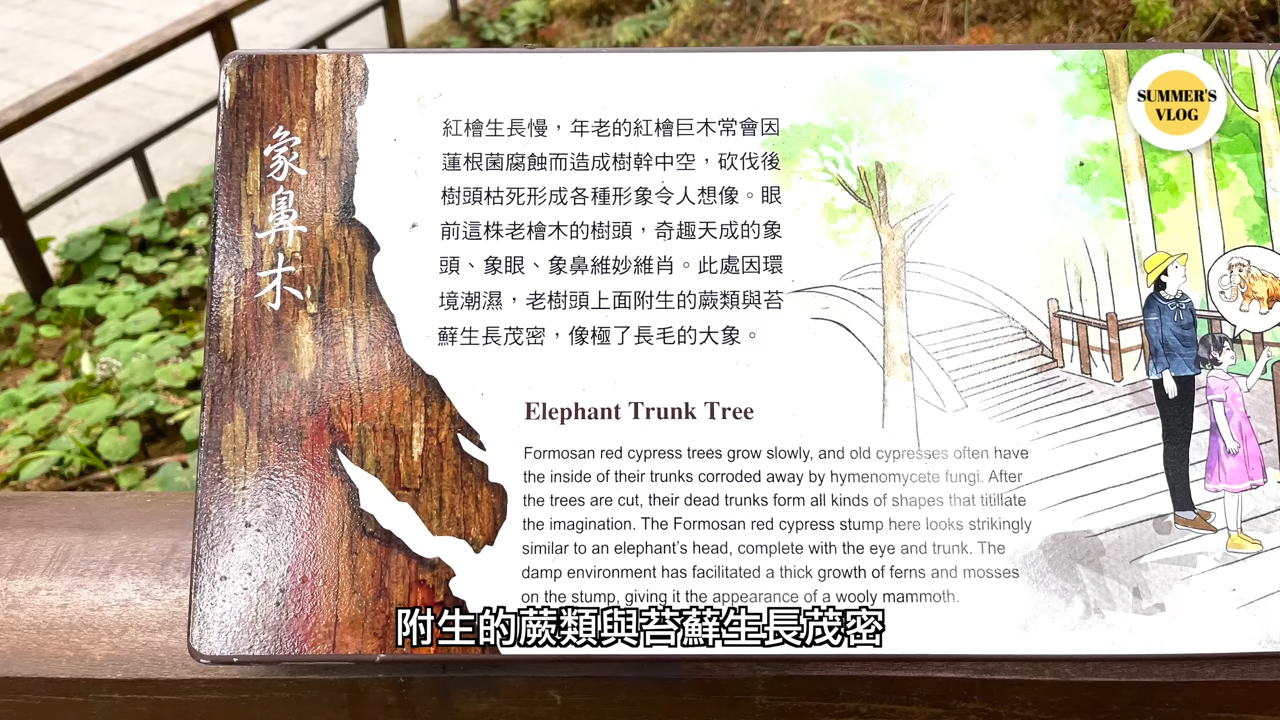 象鼻木
紅檜生長慢，年老的紅檜巨木常會因
蓮根菌腐蝕而造成樹幹中空，砍伐後
樹頭枯死形成各種形象令人想像。眼
前這株老檜木的樹頭，奇趣天成的象
頭、象眼、象鼻維妙維肖。此處因環
境潮濕，老樹頭上面附生的蕨類與苔
蘚生長茂密，像極了長毛的大象。
Elephant Trunk Tree
Formosan red cypress trees grow slowly, and old cypresses often have
the inside of their trunks corroded away by hymenomycete fungi. After
the trees are cut, their dead trunks form all kinds of shapes that titillate
the imagination. The Formosan red cypress stump here looks strikingly
similar to an elephant's head, complete with the eye and trunk. The
damp environment has facilitated a thick growth of ferns and mosses
on the stump, giving it the appearance of a wooly mammoth.
SUMMER'S
VLOG
附生的蕨類與苔蘚生長茂密